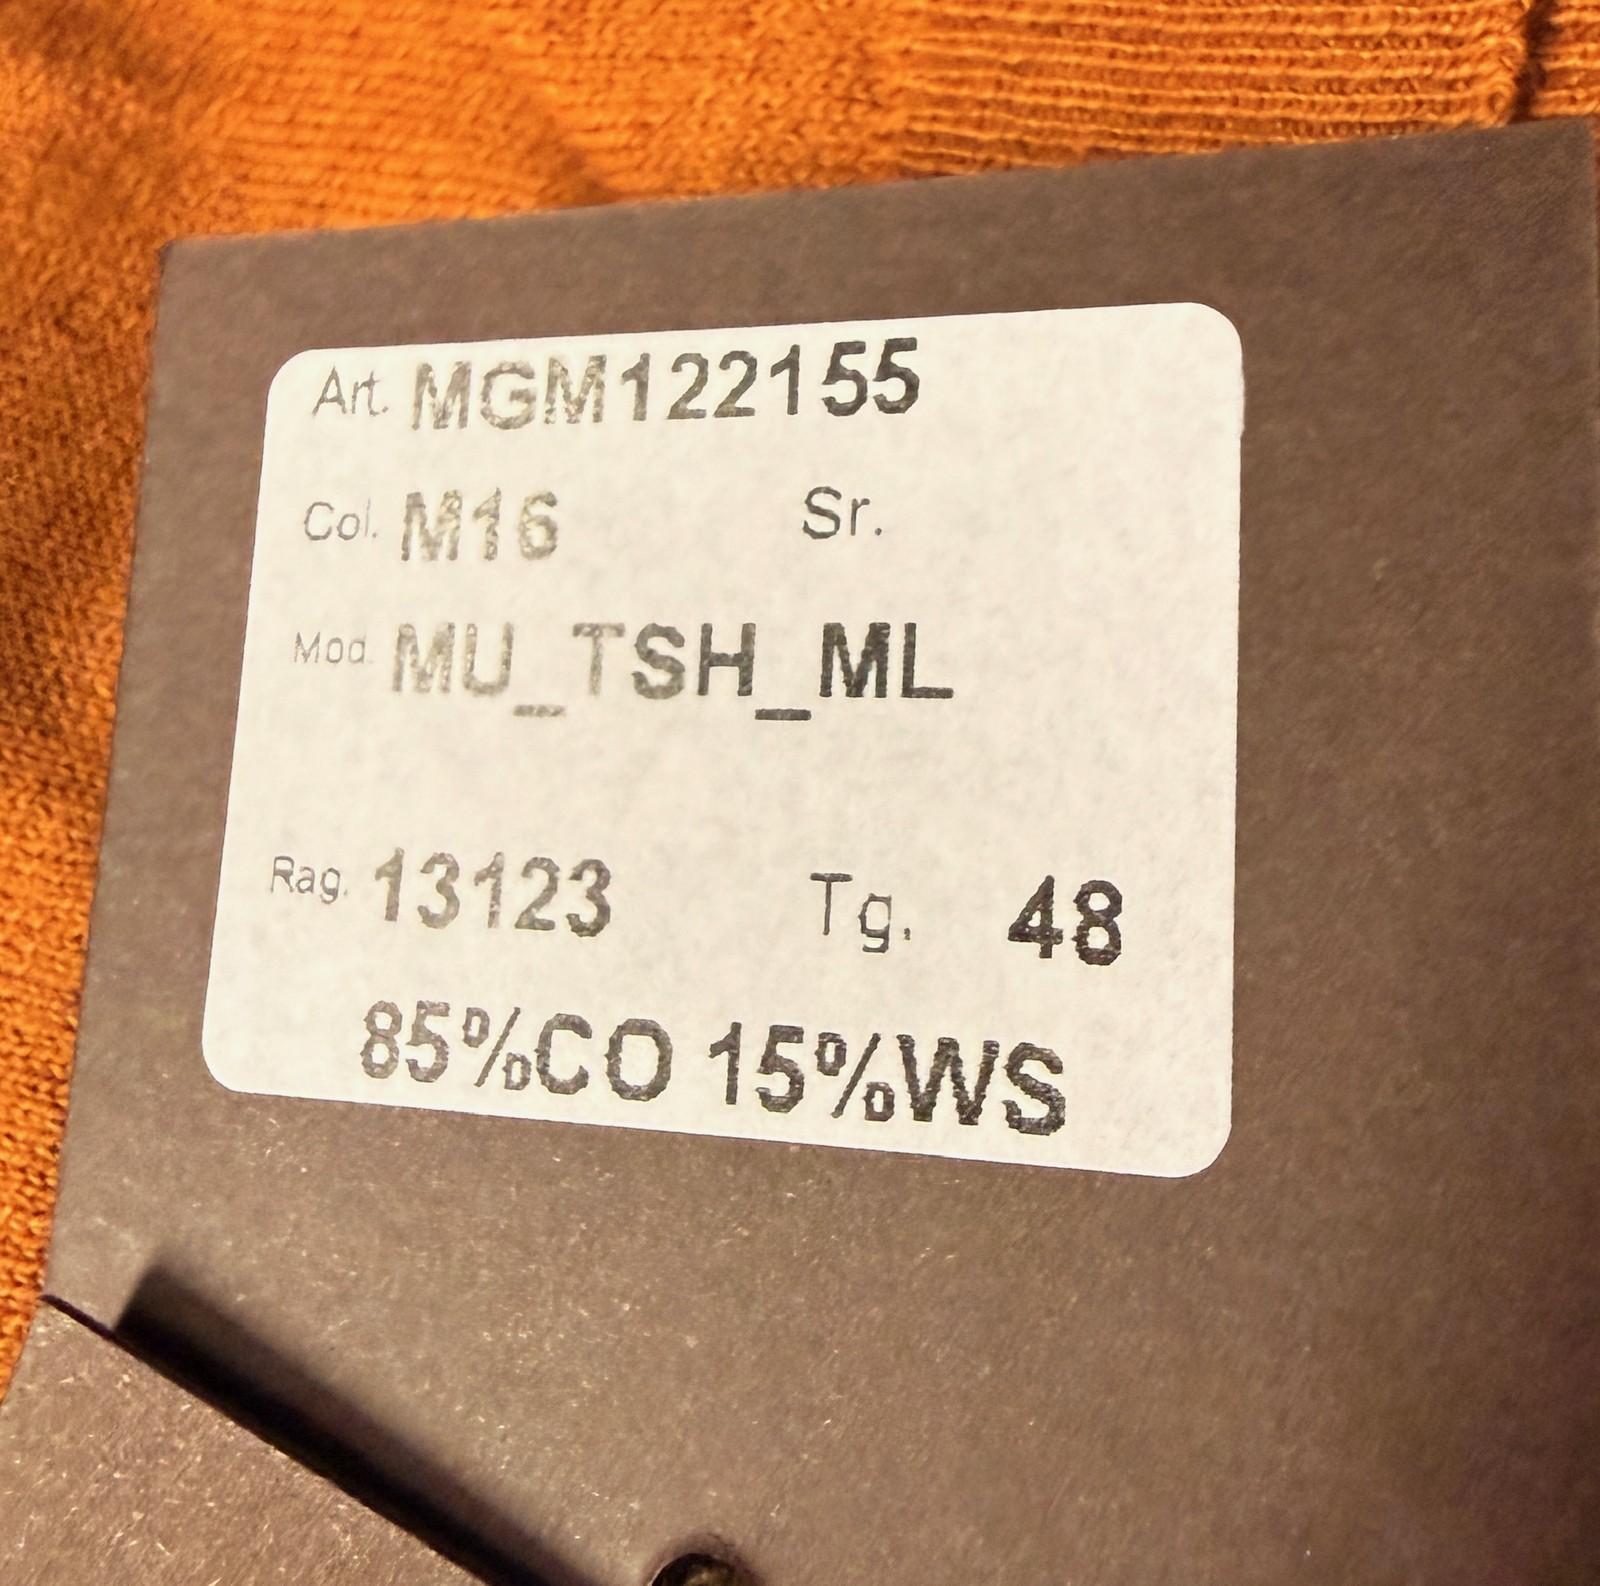 Art. MGM122155
Col. M16 Sr.
Mod. MU_TSH_ML
Rag. 13123 Tg. 48
85%CO 15%WS